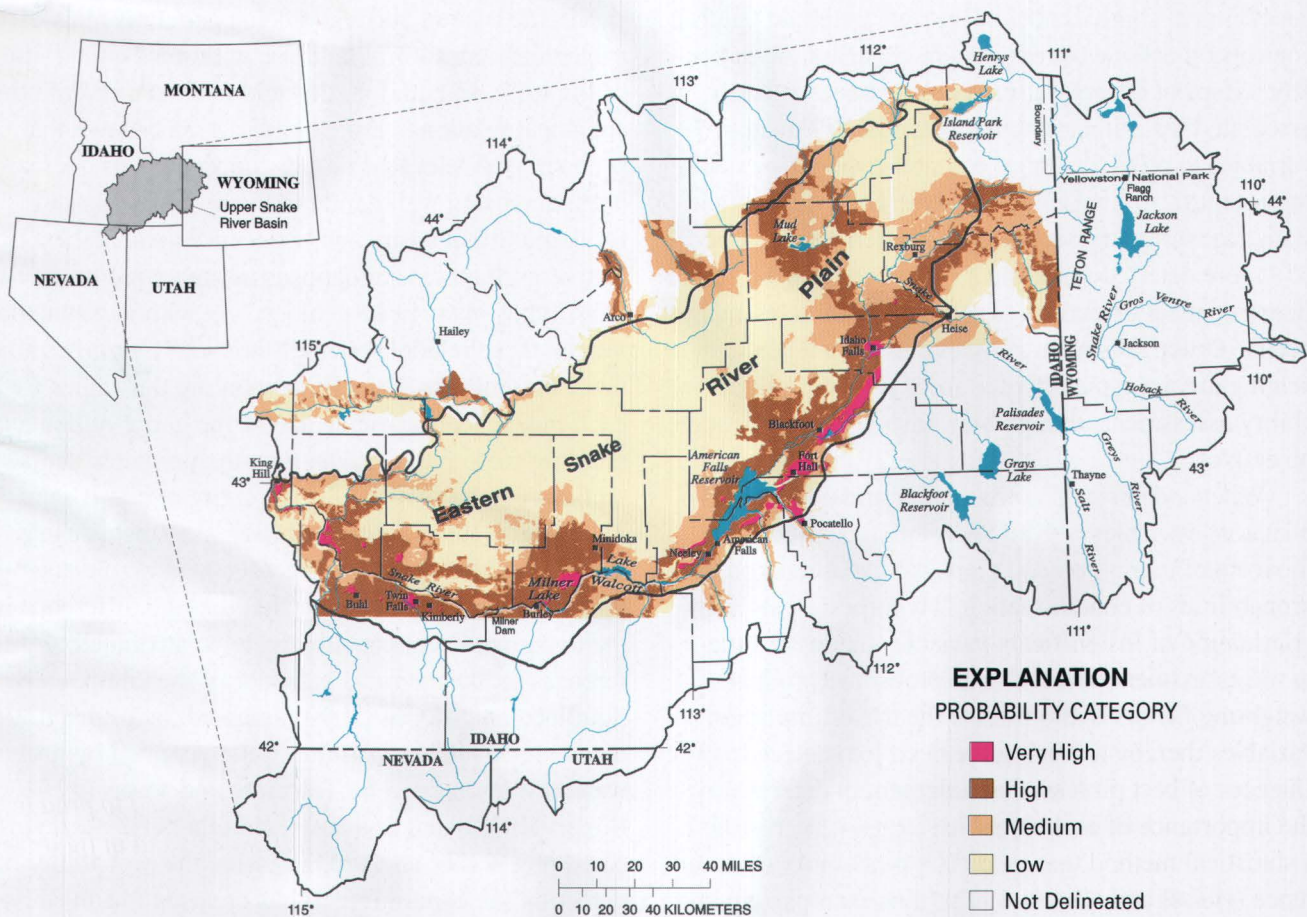 MONTANA
IDAHO
WYOMING
Upper Snake
River Basin
NEVADA
UTAH
112°
111°
113°
114°
44°
110°
44°
Henrys
Lake
Island Park
Reservoir
Boundary
Yellowstone National Park
Flagg
Ranch
Jackson
Lake
TETON RANGE
Mud
Lake
Rexburg
Plain
Snake
Snake River
Gros Ventre River
Arco
Heise
Hailey
Idaho
Falls
Jackson
115°
River
IDAHO
WYOMING
110°
River
Hoback
River
Palisades
Reservoir
Blackfoot
Snake
American
Falls
Reservoir
Fort
Hall
Greys
River
King
Hill
43°
Grays
Lake
Thayne
43°
Eastern
Blackfoot
Reservoir
Salt
River
Pocatello
Minidoka
American
Falls
Neeley
Lake
Walcott
Snake River
Milner
Lake
Buhl
Twin
Falls
Kimberly
Milner
Dam
Burley
111°
112°
113°
42°
IDAHO
42°
NEVADA
UTAH
114°
115°
EXPLANATION
PROBABILITY CATEGORY
Very High
High
Medium
Low
Not Delineated
0 10 20 30 40 MILES
0 10 20 30 40 KILOMETERS